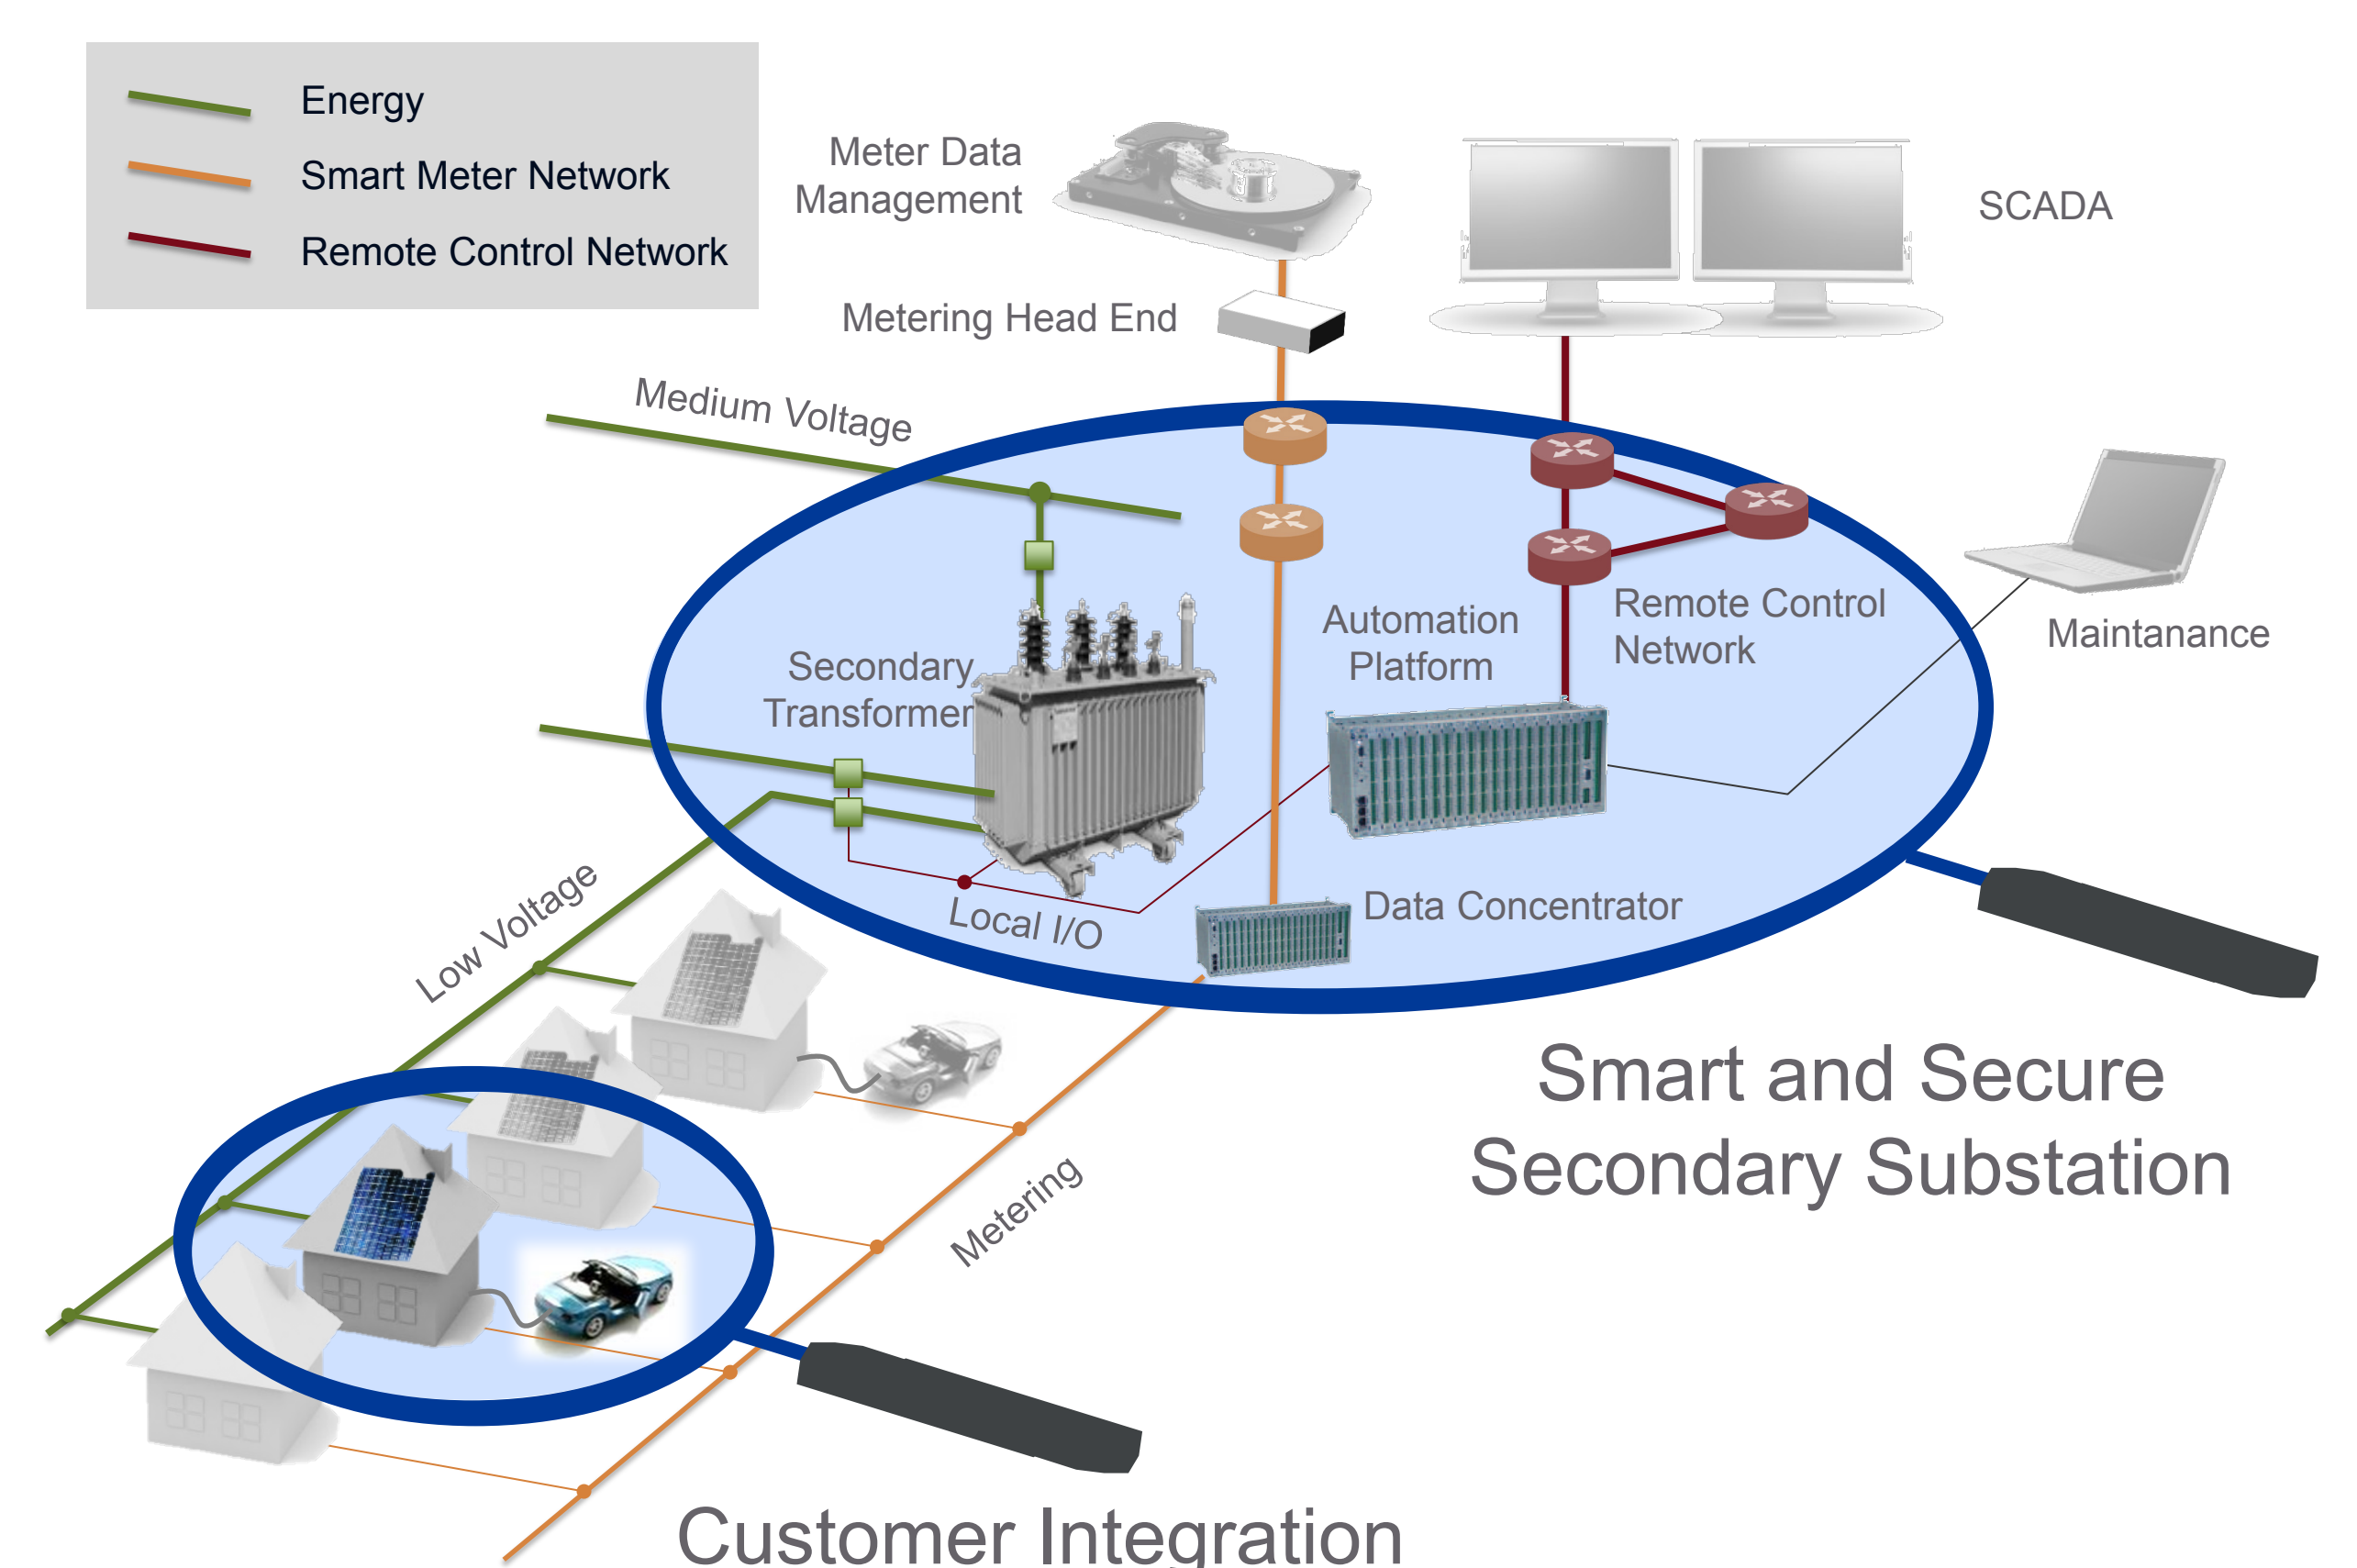 Energy
Smart Meter Network
Remote Control Network
Meter Data
Management
SCADA
Metering Head End
Medium Voltage
Remote Control
Network
Automation
Platform
Maintanance
Secondary
Transformer
Data Concentrator
Local I/O
Low Voltage
Smart and Secure
Secondary Substation
Metering
Customer Integration